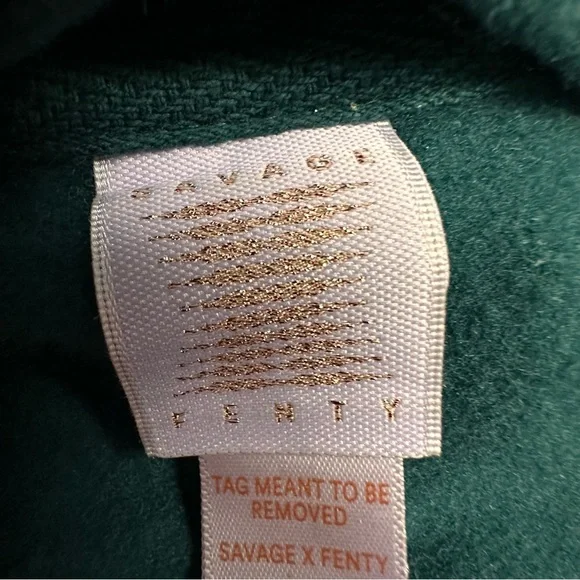 SAVAGE
FENTY
TAG MEANT TO BE
REMOVED
SAVAGE X FENTY